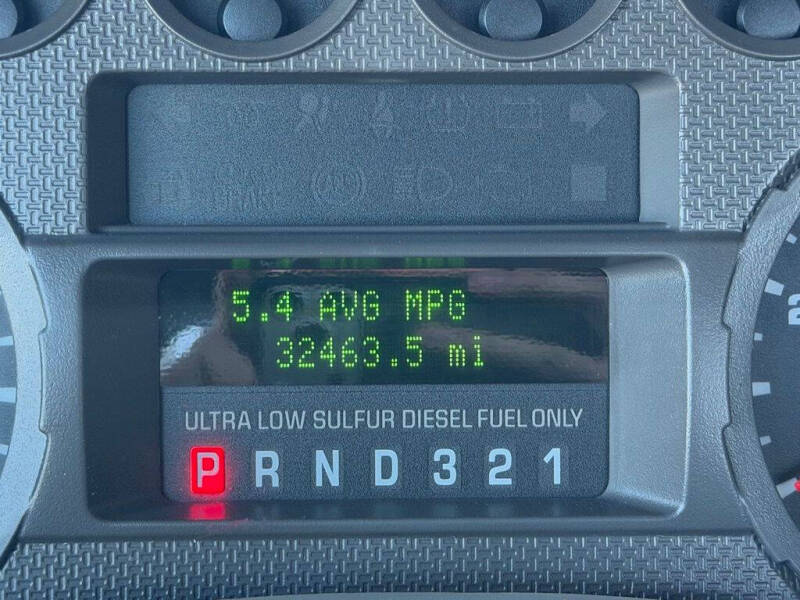 5.4 AVG MPG
32463.5 mi
ULTRA LOW SULFUR DIESEL FUEL ONLY
P R N D 3 2 1